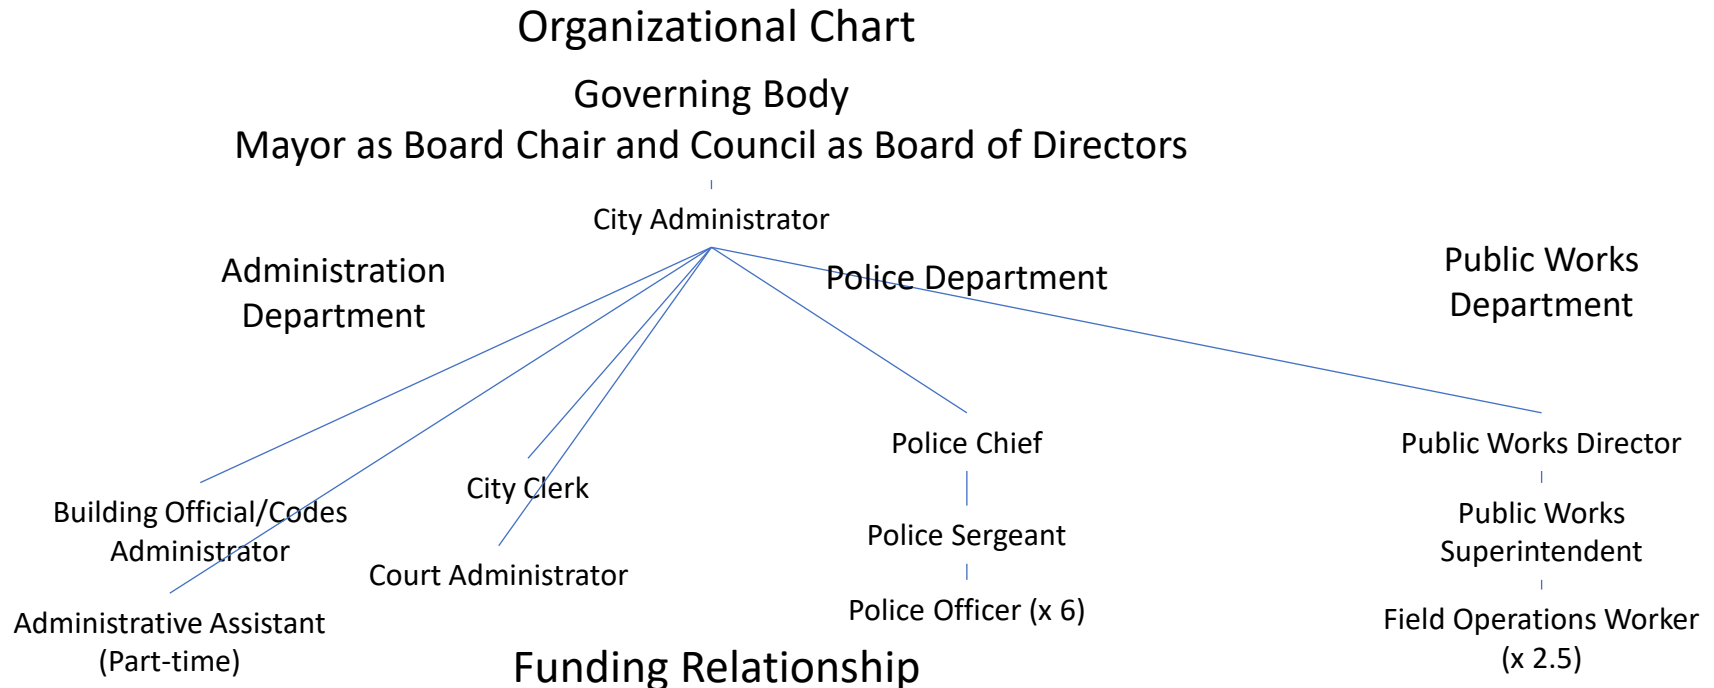 Organizational Chart
Governing Body
Mayor as Board Chair and Council as Board of Directors
City Administrator
Administration
Department
Police Department
Public Works
Department
Building Official/Codes
Administrator
Administrative Assistant
(Part-time)
City Clerk
Court Administrator
Police Chief
Police Sergeant
Police Officer (x 6)
Public Works Director
Public Works
Superintendent
Field Operations Worker
(x 2.5)
Funding Relationship